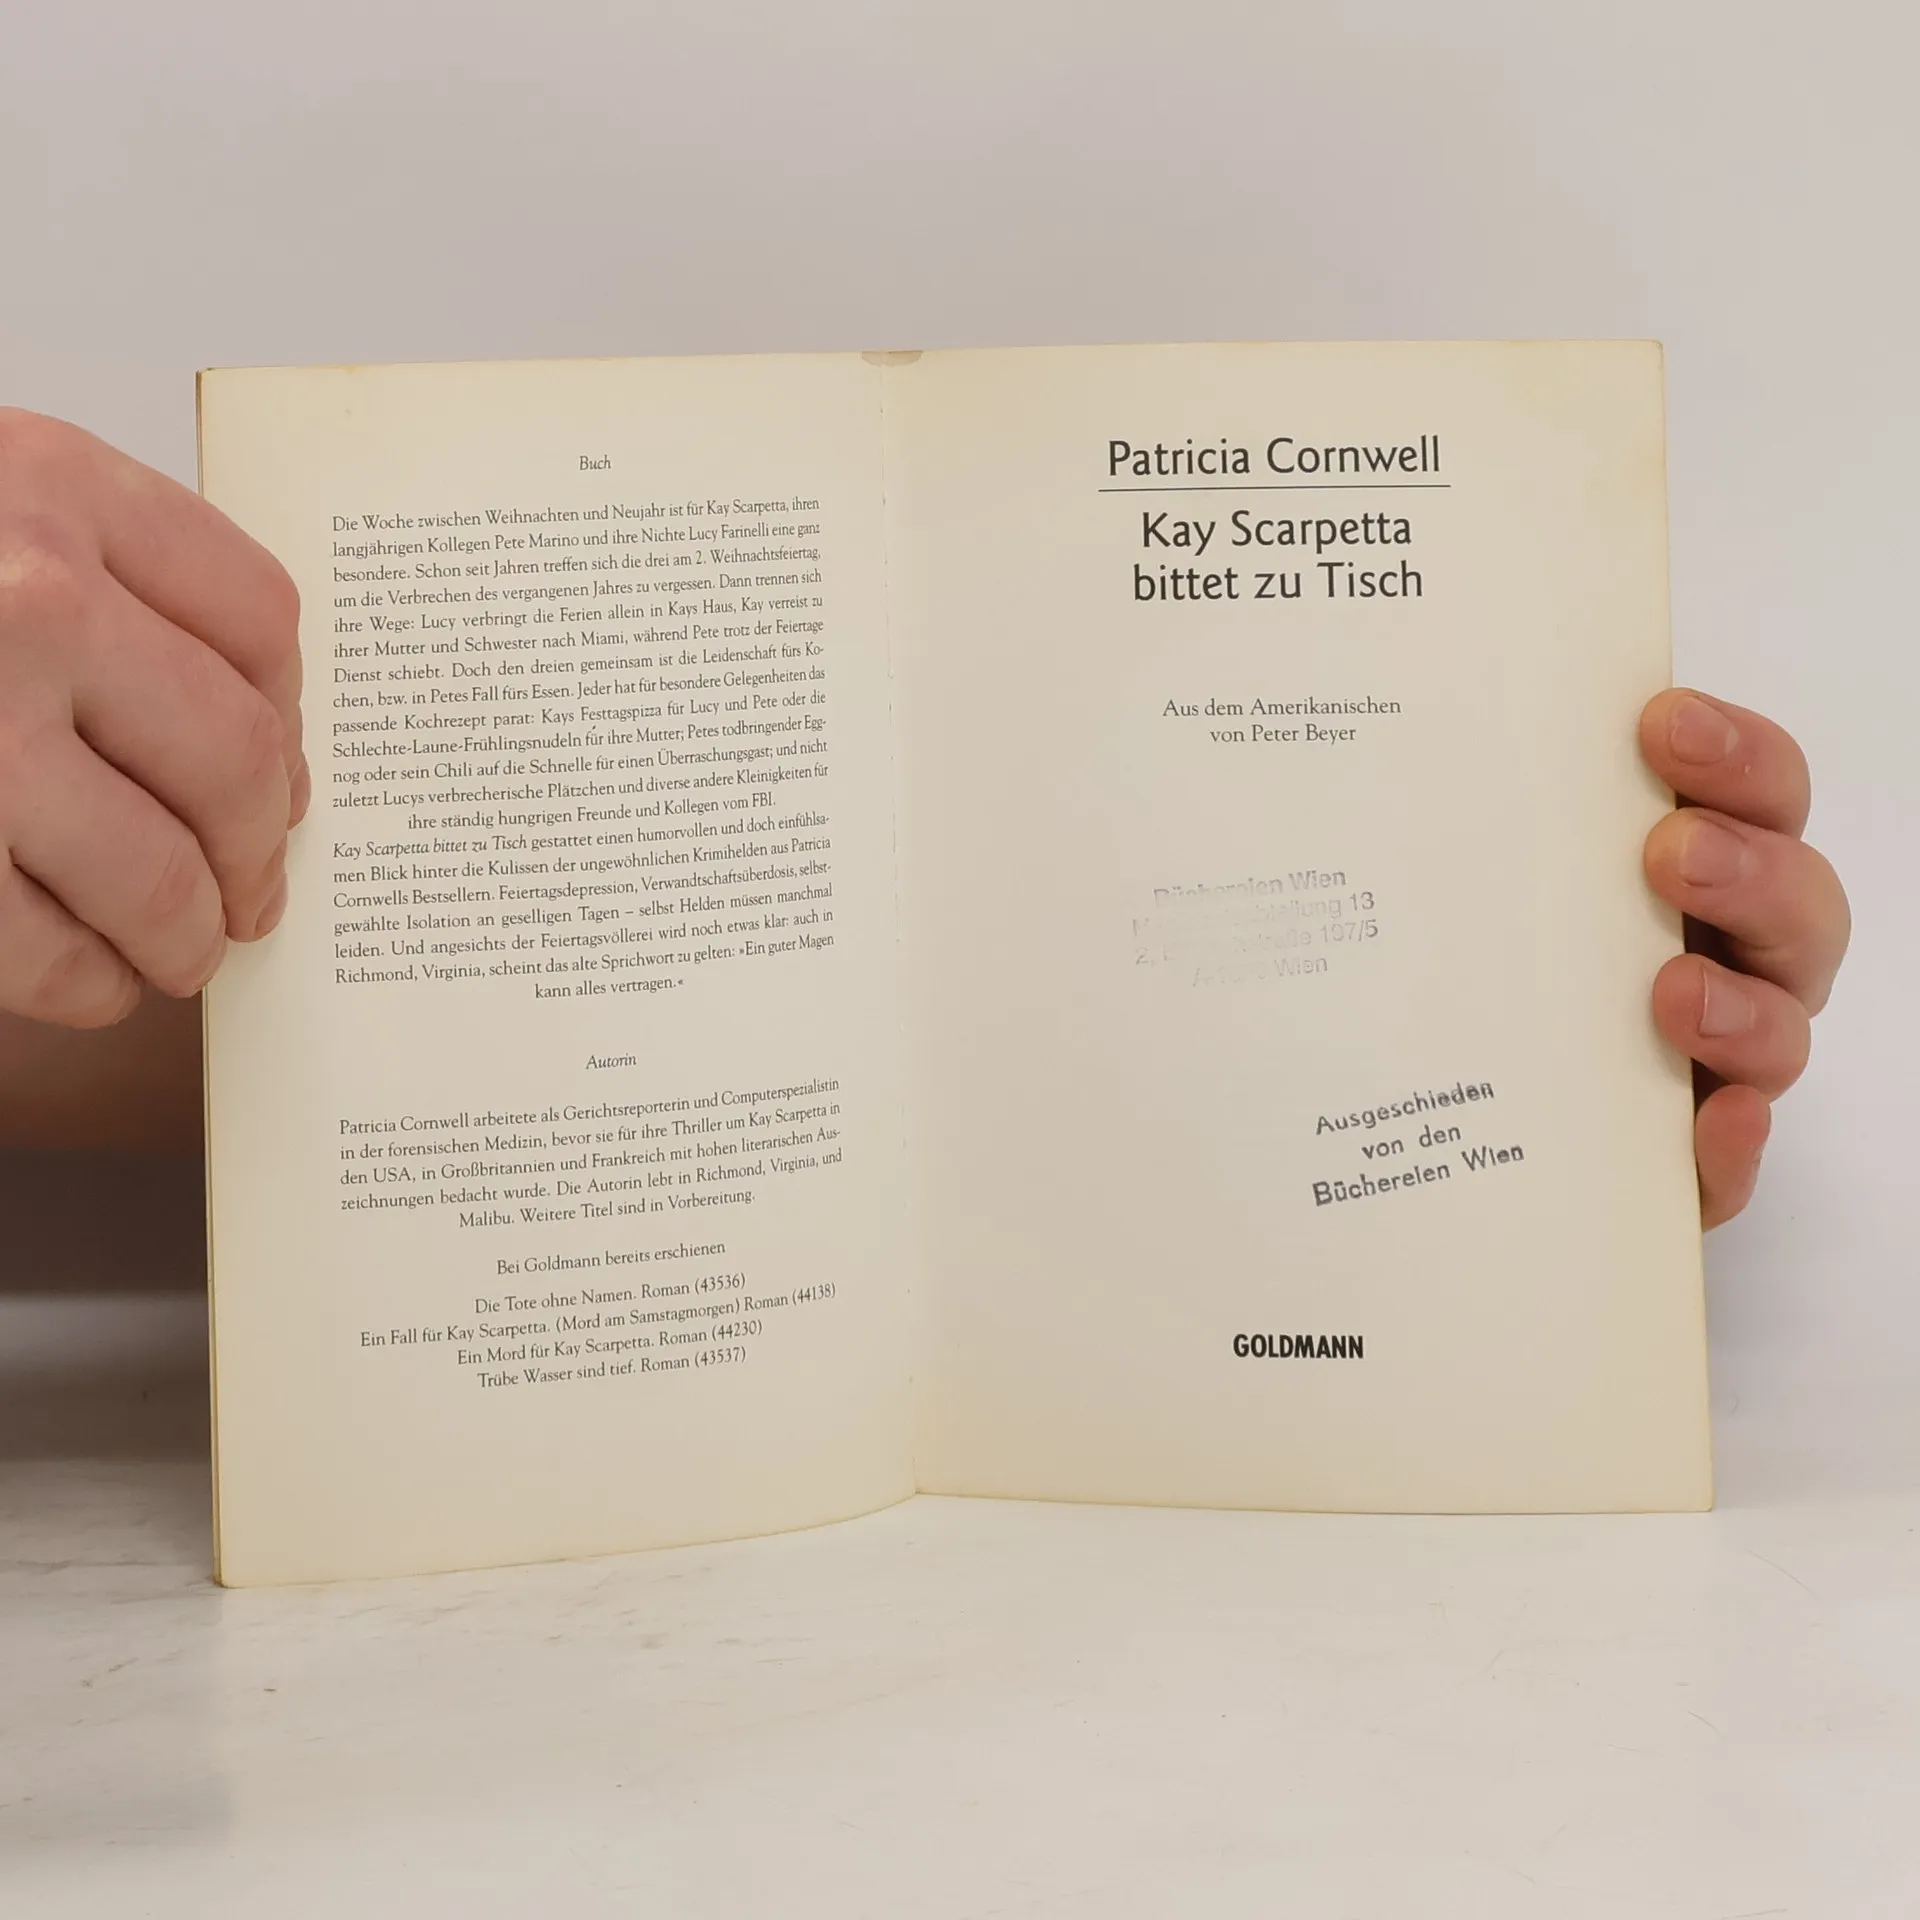 Buch
Die Woche zwischen Weihnachten und Neujahr ist für Kay Scarpetta, ihren
langjährigen Kollegen Pete Marino und ihre Nichte Lucy Farinelli eine ganz
besondere. Schon seit Jahren treffen sich die drei am 2. Weihnachtsfeiertag,
um die Verbrechen des vergangenen Jahres zu vergessen. Dann trennen sich
ihre Wege: Lucy verbringt die Ferien allein in Kays Haus, Kay verreist zu
ihrer Mutter und Schwester nach Miami, während Pete trotz der Feiertage
Dienst schiebt. Doch den dreien gemeinsam ist die Leidenschaft fürs Ko-
chen, bzw. in Petes Fall fürs Essen. Jeder hat für besondere Gelegenheiten das
passende Kochrezept parat: Kays Festtagspizza für Lucy und Pete oder die
Schlechte-Laune-Frühlingsnudeln für ihre Mutter; Petes todbringender Egg-
nog oder sein Chili auf die Schnelle für einen Überraschungsgast; und nicht
zuletzt Lucys verbrecherische Plätzchen und diverse andere Kleinigkeiten für
ihre ständig hungrigen Freunde und Kollegen vom FBI.
Kay Scarpetta bittet zu Tisch gestattet einen humorvollen und doch einfühlsa-
men Blick hinter die Kulissen der ungewöhnlichen Krimihelden aus Patricia
Cornwells Bestsellern. Feiertagsdepression, Verwandtschaftsüberdosis, selbst-
gewählte Isolation an geselligen Tagen – selbst Helden müssen manchmal
leiden. Und angesichts der Feiertagsvöllerei wird noch etwas klar: auch in
Richmond, Virginia, scheint das alte Sprichwort zu gelten: »Ein guter Magen
kann alles vertragen.«
Autorin
Patricia Cornwell arbeitete als Gerichtsreporterin und Computerspezialistin
in der forensischen Medizin, bevor sie für ihre Thriller um Kay Scarpetta in
den USA, in Großbritannien und Frankreich mit hohen literarischen Aus-
zeichnungen bedacht wurde. Die Autorin lebt in Richmond, Virginia, und
Malibu. Weitere Titel sind in Vorbereitung.
Bei Goldmann bereits erschienen
Die Tote ohne Namen. Roman (43536)
Ein Fall für Kay Scarpetta. (Mord am Samstagmorgen) Roman (44138)
Ein Mord für Kay Scarpetta. Roman (44230)
Trübe Wasser sind tief. Roman (43537)
Patricia Cornwell
Kay Scarpetta
bittet zu Tisch
Aus dem Amerikanischen
von Peter Beyer
Büchereien Wien
13
2, 197/5
Wien
Ausgeschieden
von den
Büchereien Wien
GOLDMANN